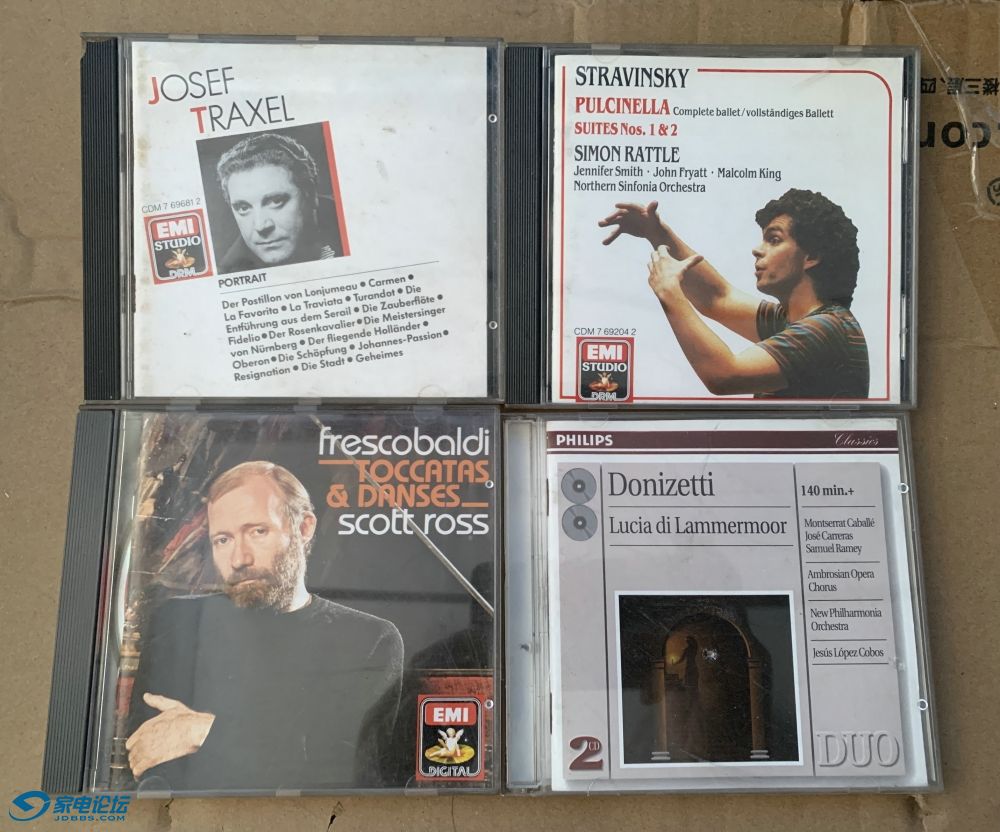 JOSEF
TRAXEL
CDM 7 69681 2
EMI
STUDIO
DRM
PORTRAIT
Der Postillon von Lonjumeau • Carmen •
La Favorita • La Traviata • Turandot • Die
Entführung aus dem Serail • Die Zauberflöte •
Fidelio • Der Rosenkavalier • Die Meistersinger
von Nürnberg • Der fliegende Holländer •
Oberon • Die Schöpfung • Johannes-Passion •
Resignation • Die Stadt • Geheimes
STRAVINSKY
PULCINELLA Complete ballet/vollständiges Ballett
SUITES Nos. 1 & 2
SIMON RATTLE
Jennifer Smith · John Fryatt · Malcolm King
Northern Sinfonia Orchestra
CDM 7 69204 2
EMI
STUDIO
DRM
frescobaldi
TOCCATAS
& DANSES
scott ross
EMI
DIGITAL
PHILIPS
Classics
Donizetti
Lucia di Lammermoor
140 min.+
Montserrat Caballé
José Carreras
Samuel Ramey
Ambrosian Opera
Chorus
New Philharmonia
Orchestra
Jesús López Cobos
2 CD
DUO
家电论坛
JDBBS.COM